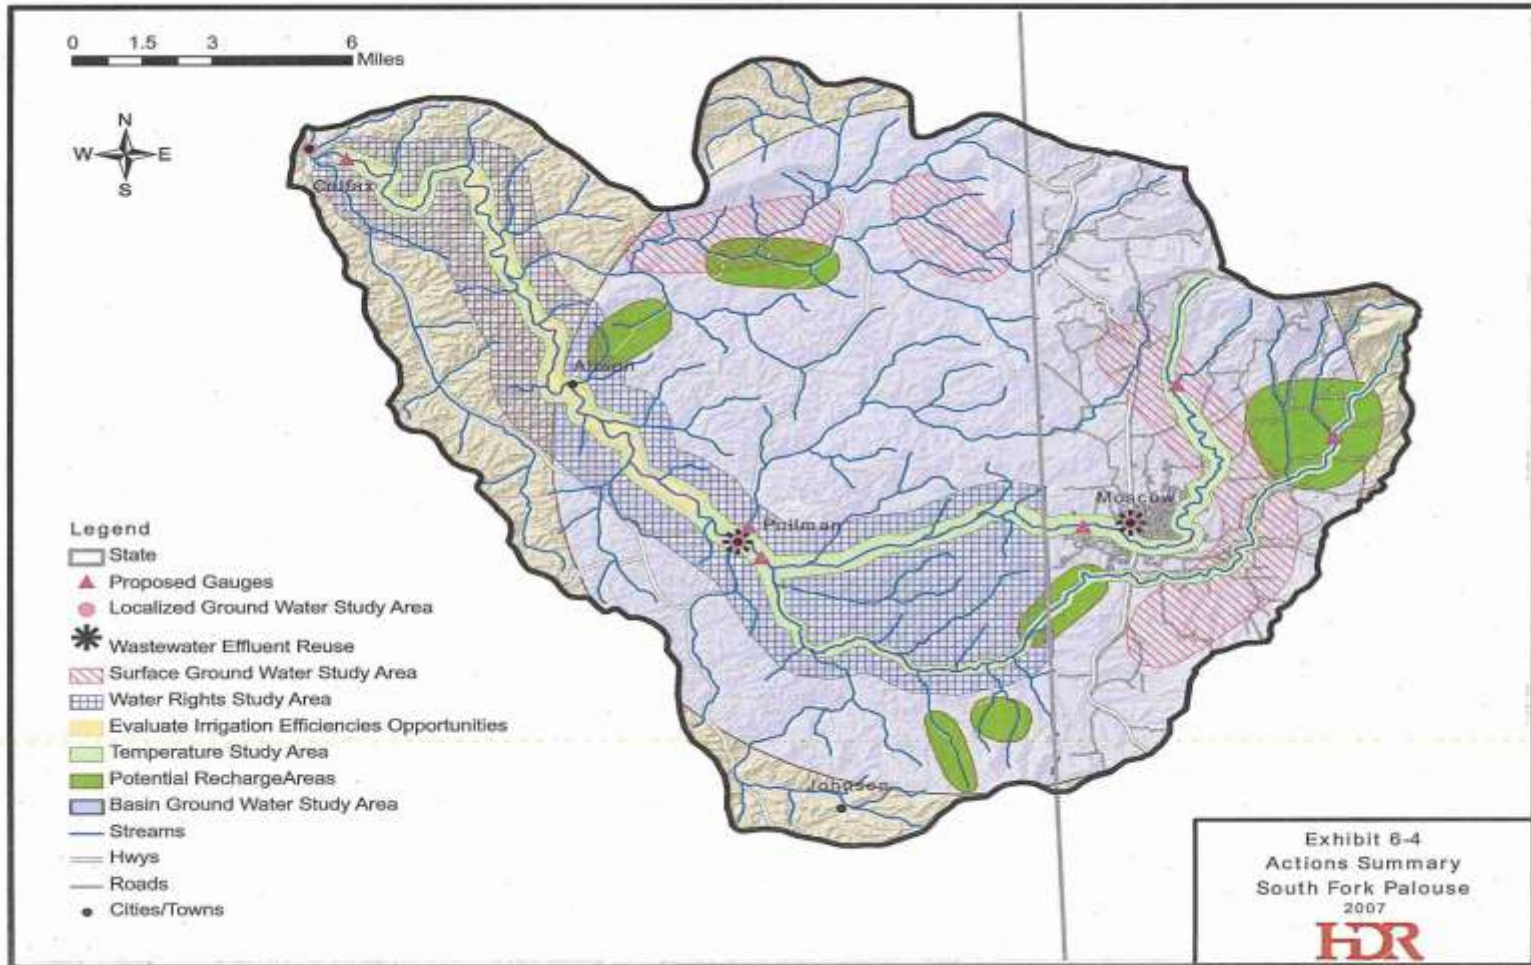 0 1.5 3 6
Miles
N
W E
S
Colfax
Albion
Pullman
Moscow
Johnson
Legend
State
Proposed Gauges
Localized Ground Water Study Area
Wastewater Effluent Reuse
Surface Ground Water Study Area
Water Rights Study Area
Evaluate Irrigation Efficiencies Opportunities
Temperature Study Area
Potential RechargeAreas
Basin Ground Water Study Area
Streams
Hwys
Roads
Cities/Towns
Exhibit 6-4
Actions Summary
South Fork Palouse
2007
HDR